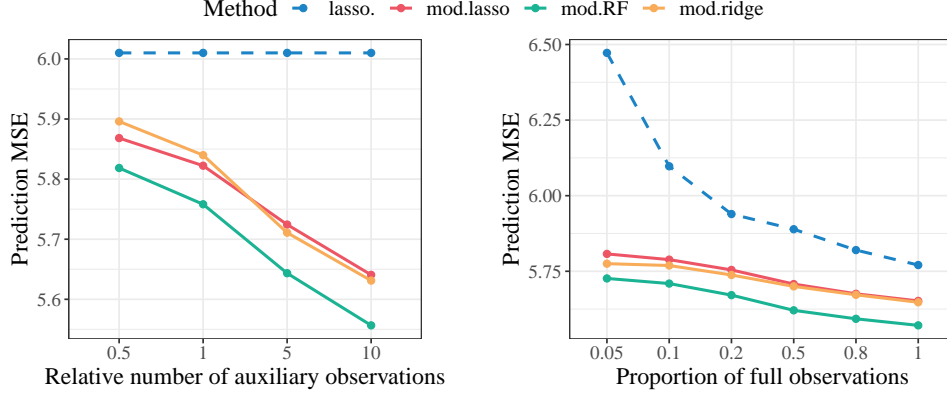 Method lasso. mod.lasso mod.RF mod.ridge
Prediction MSE
6.0
5.9
5.8
5.7
5.6
0.5 1 5 10
Relative number of auxiliary observations
Prediction MSE
6.50
6.25
6.00
5.75
0.05 0.1 0.2 0.5 0.8 1
Proportion of full observations